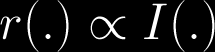 r(.) ∝ I(.)